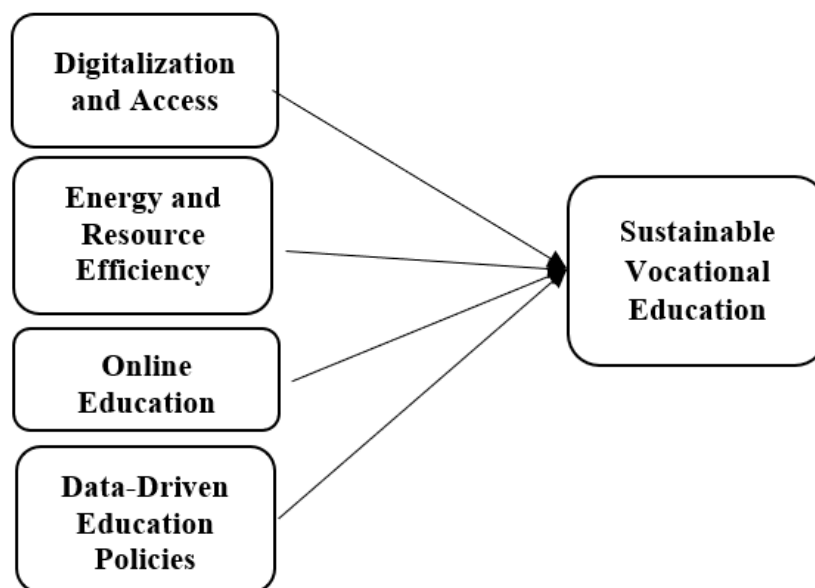 Digitalization
and Access
Energy and
Resource
Efficiency
Online
Education
Data-Driven
Education
Policies
Sustainable
Vocational
Education